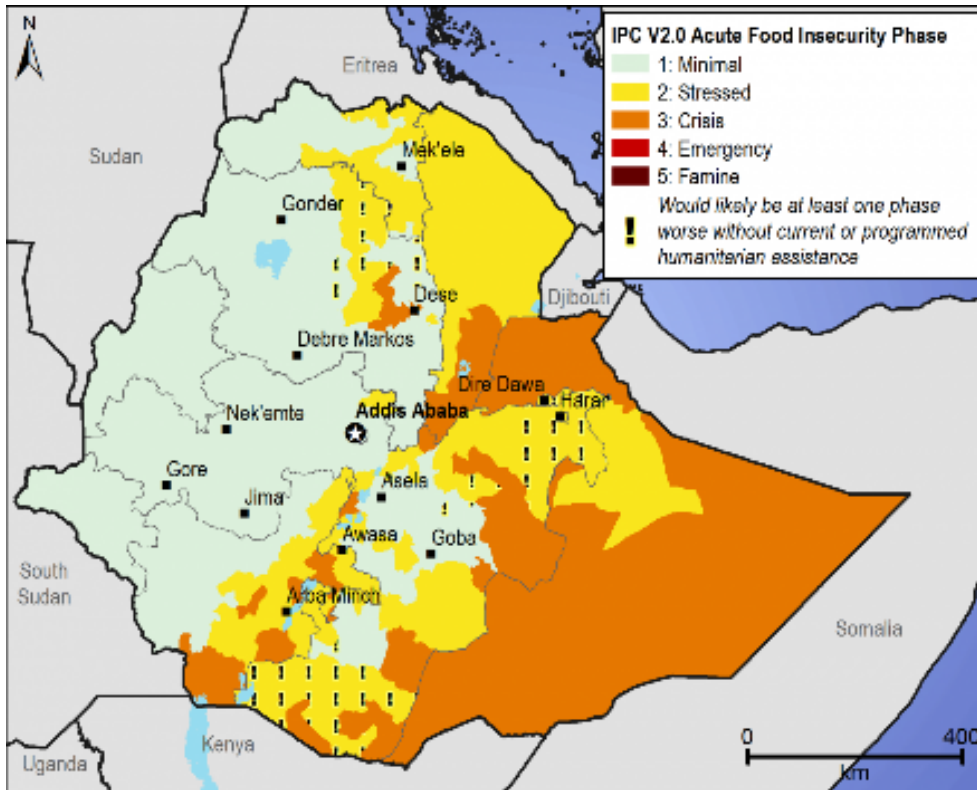 N
IPC V2.0 Acute Food Insecurity Phase
1: Minimal
2: Stressed
3: Crisis
4: Emergency
5: Famine
! Would likely be at least one phase
worse without current or programmed
humanitarian assistance
Eritrea
Sudan
Mek'ele
Gonder
Dese
Djibouti
Debre Markos
Dire Dawa
Harar
Nek'emte
Addis Ababa
Gore
Asela
Jima
Awasa
Goba
South
Sudan
Arba Minch
Somalia
Kenya
Uganda
0 400
km